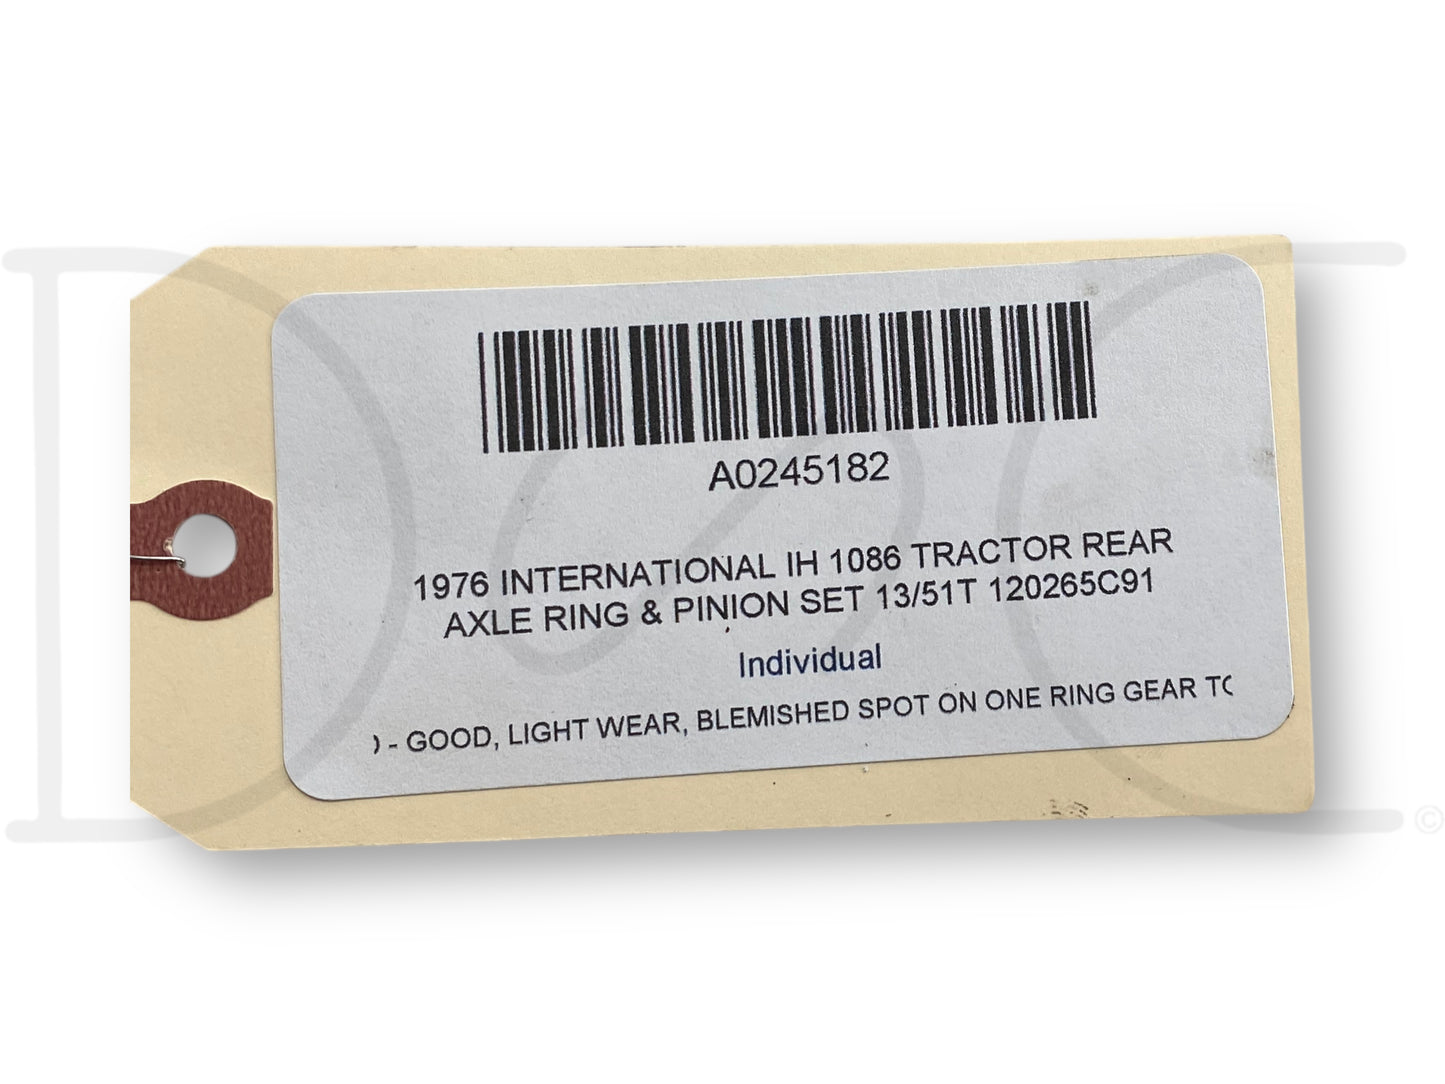 A0245182
1976 INTERNATIONAL IH 1086 TRACTOR REAR
AXLE RING & PINION SET 13/51T 120265C91
Individual
) - GOOD, LIGHT WEAR, BLEMISHED SPOT ON ONE RING GEAR
©